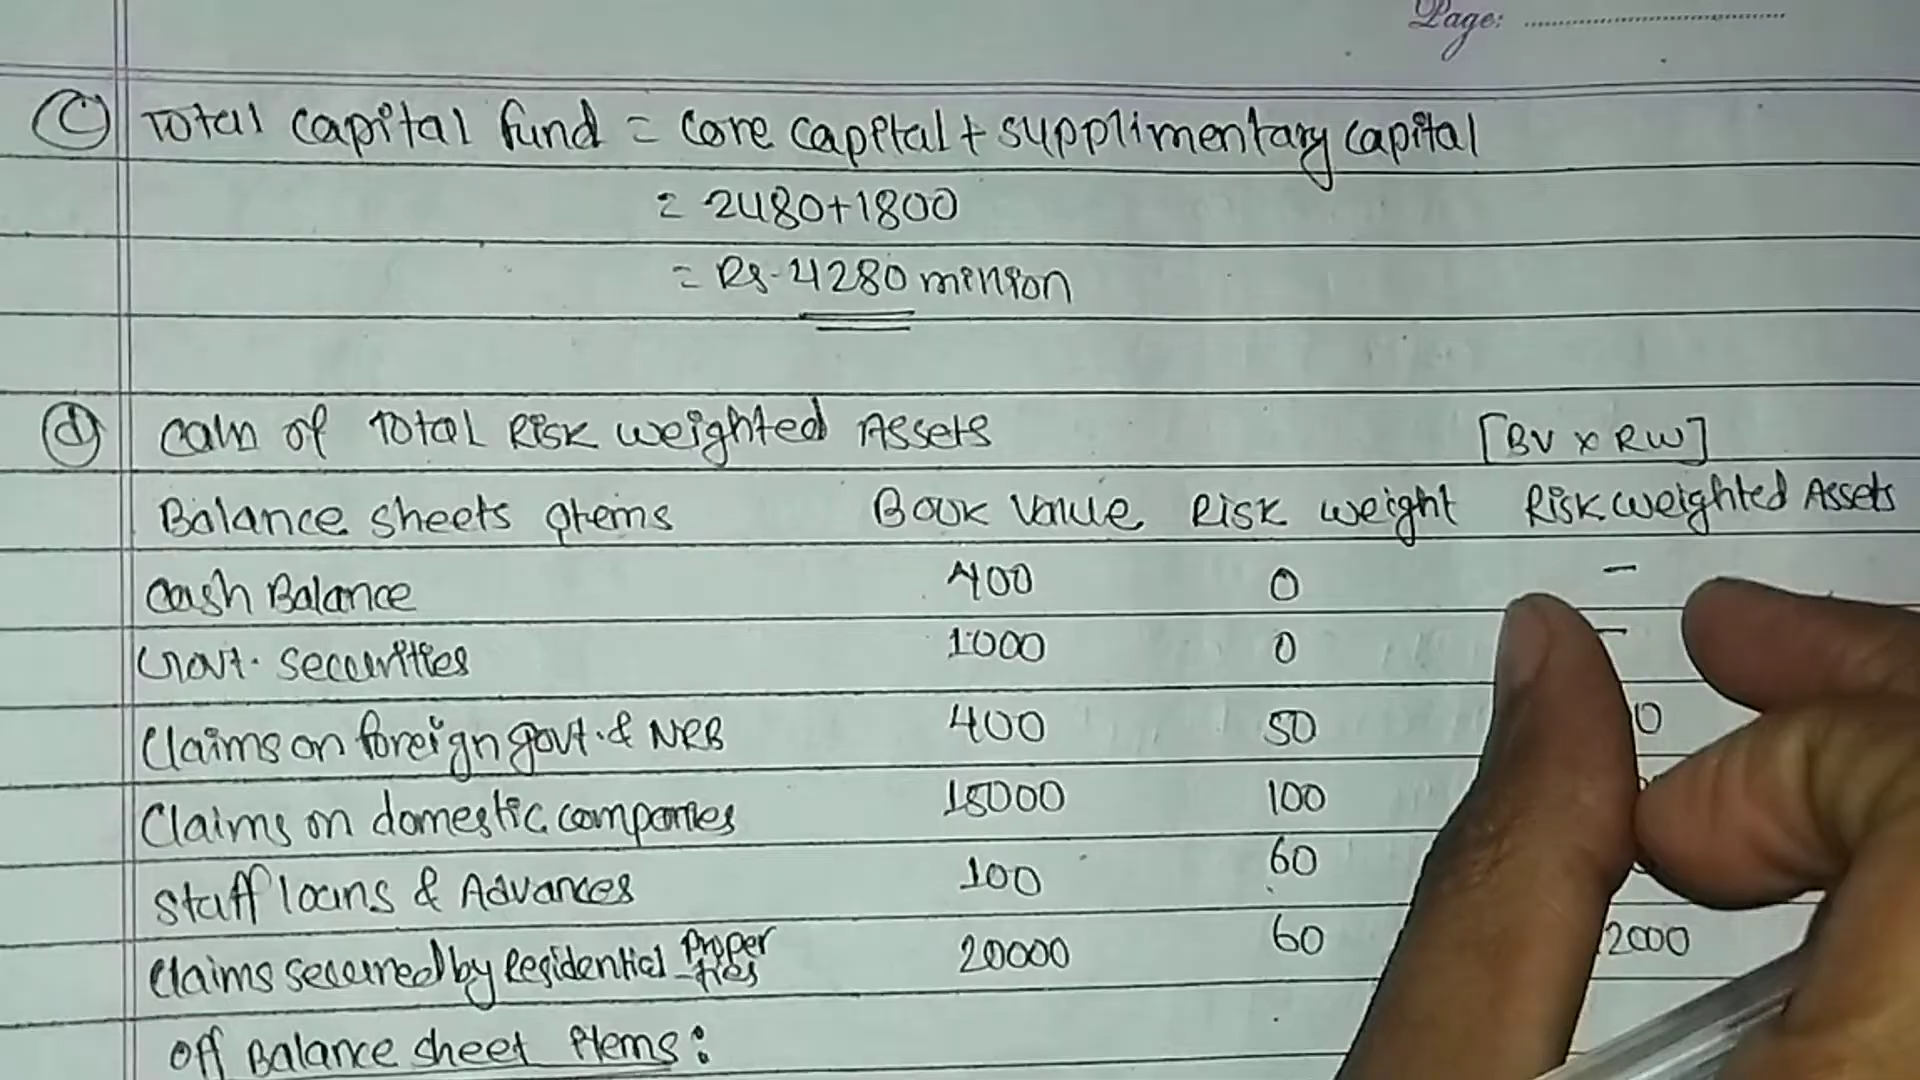 Page:
(C) Total capital fund = core capital + supplimentary capital
= 2480+1800
= Rs. 4280 million
(d) Caln of Total Risk weighted Assets [BV x RW]
Balance sheets items Book Value Risk weight Risk weighted Assets
Cash Balance 400 0 -
Govt. securities 1000 0 -
Claims on foreign govt. & NRB 400 50 0
Claims on domestic companies 15000 100
Staff loans & Advances 100 60
Claims secured by Residential Proper-ties 20000 60 2000
Off Balance sheet items: